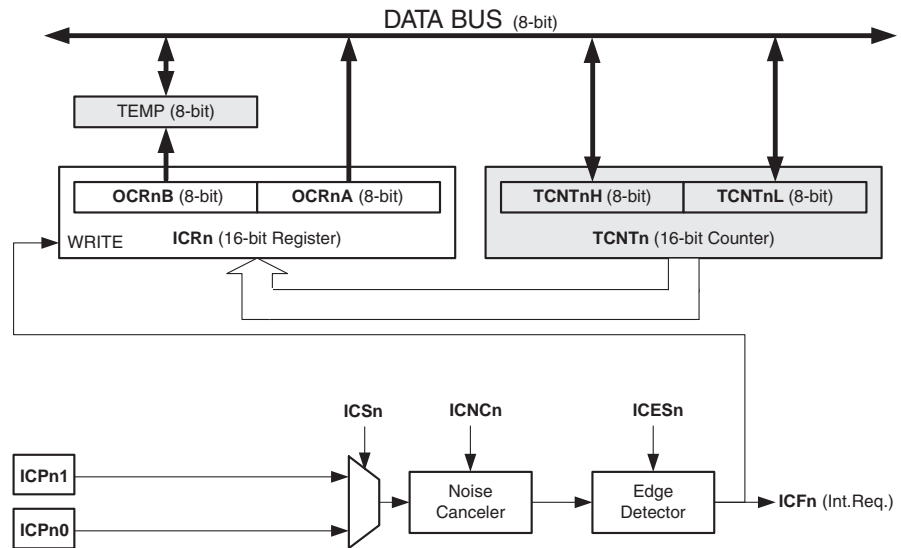 DATA BUS (8-bit)
TEMP (8-bit)
OCRnB (8-bit) OCRnA (8-bit)
WRITE ICRn (16-bit Register)
TCNTnH (8-bit) TCNTnL (8-bit)
TCNTn (16-bit Counter)
ICSn ICNCn ICESn
ICPn1
ICPn0
Noise
Canceler
Edge
Detector
ICFn (Int.Req.)